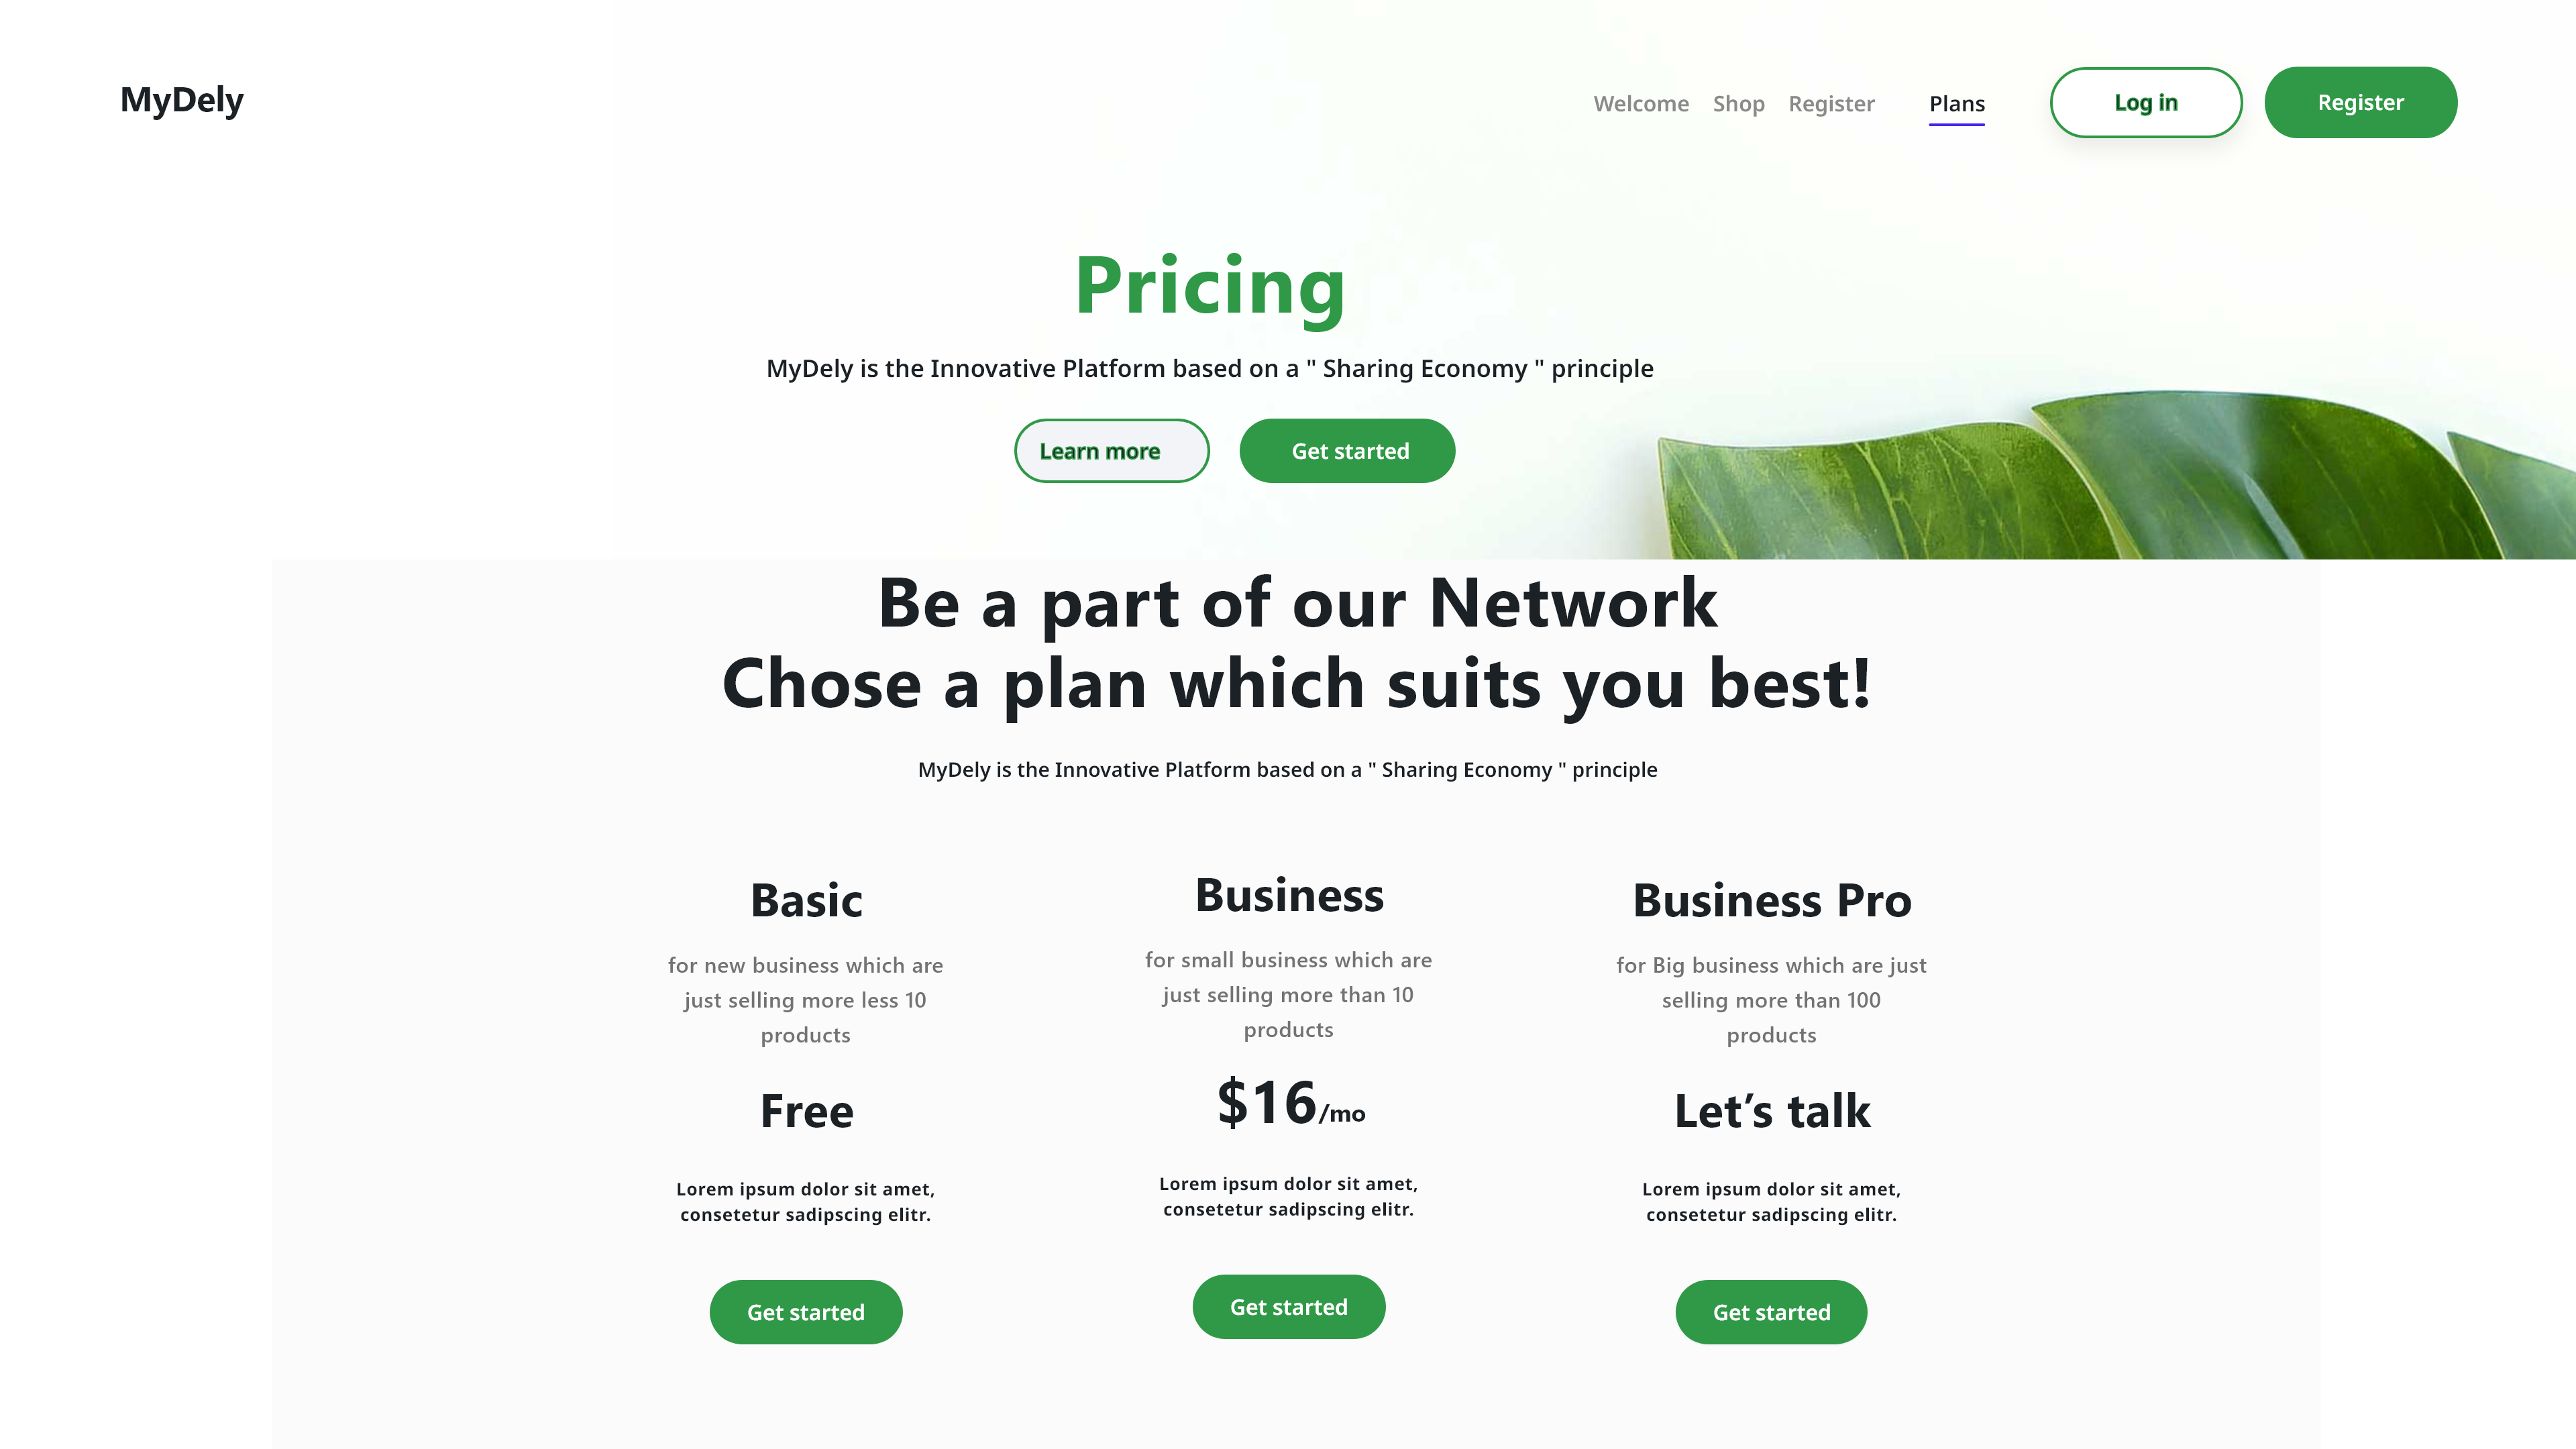 MyDely
Welcome
Shop
Register
Plans
Log in
Register
Pricing
MyDely is the Innovative Platform based on a " Sharing Economy " principle
Learn more
Get started
Be a part of our Network
Chose a plan which suits you best!
MyDely is the Innovative Platform based on a " Sharing Economy " principle
Basic
for new business which are
just selling more less 10
products
Free
Lorem ipsum dolor sit amet,
consetetur sadipscing elitr.
Get started
Business
for small business which are
just selling more than 10
products
$16/mo
Lorem ipsum dolor sit amet,
consetetur sadipscing elitr.
Get started
Business Pro
for Big business which are just
selling more than 100
products
Let’s talk
Lorem ipsum dolor sit amet,
consetetur sadipscing elitr.
Get started